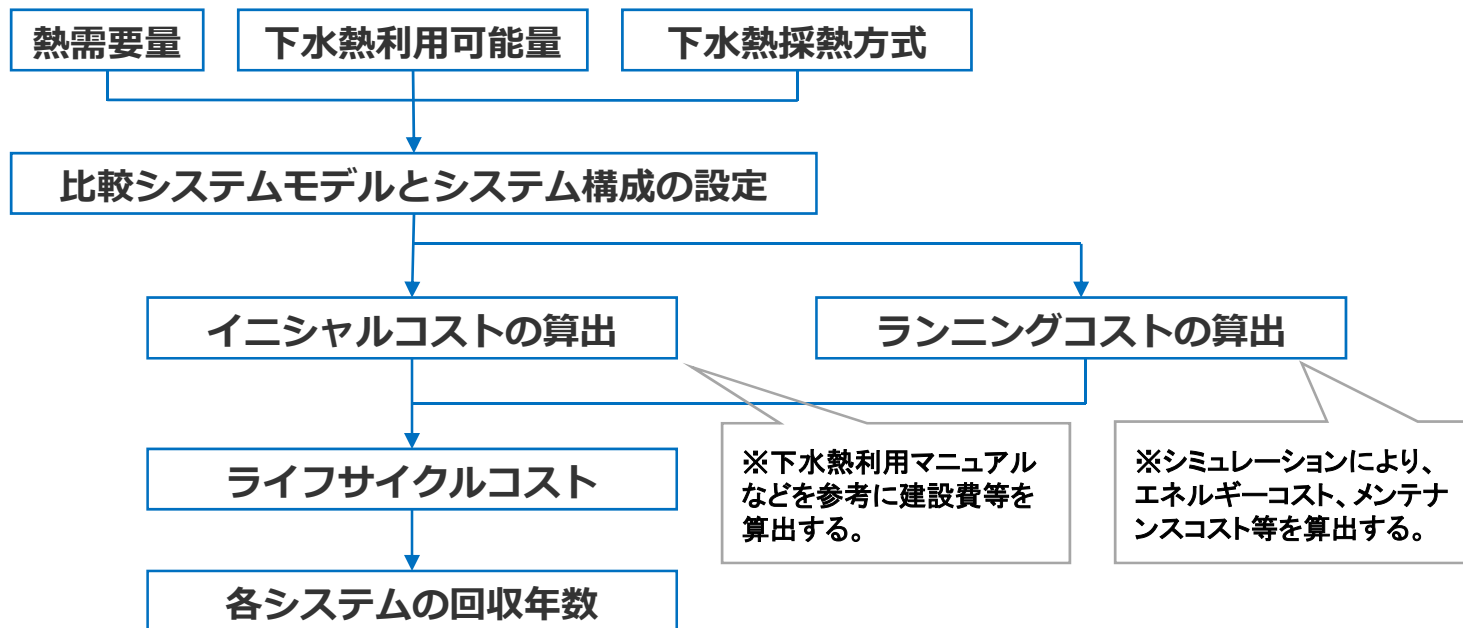 熱需要量
下水熱利用可能量
下水熱採熱方式
比較システムモデルとシステム構成の設定
イニシャルコストの算出
ランニングコストの算出
※下水熱利用マニュアル
などを参考に建設費等を
算出する。
※シミュレーションにより、
エネルギーコスト、メンテナ
ンスコスト等を算出する。
ライフサイクルコスト
各システムの回収年数